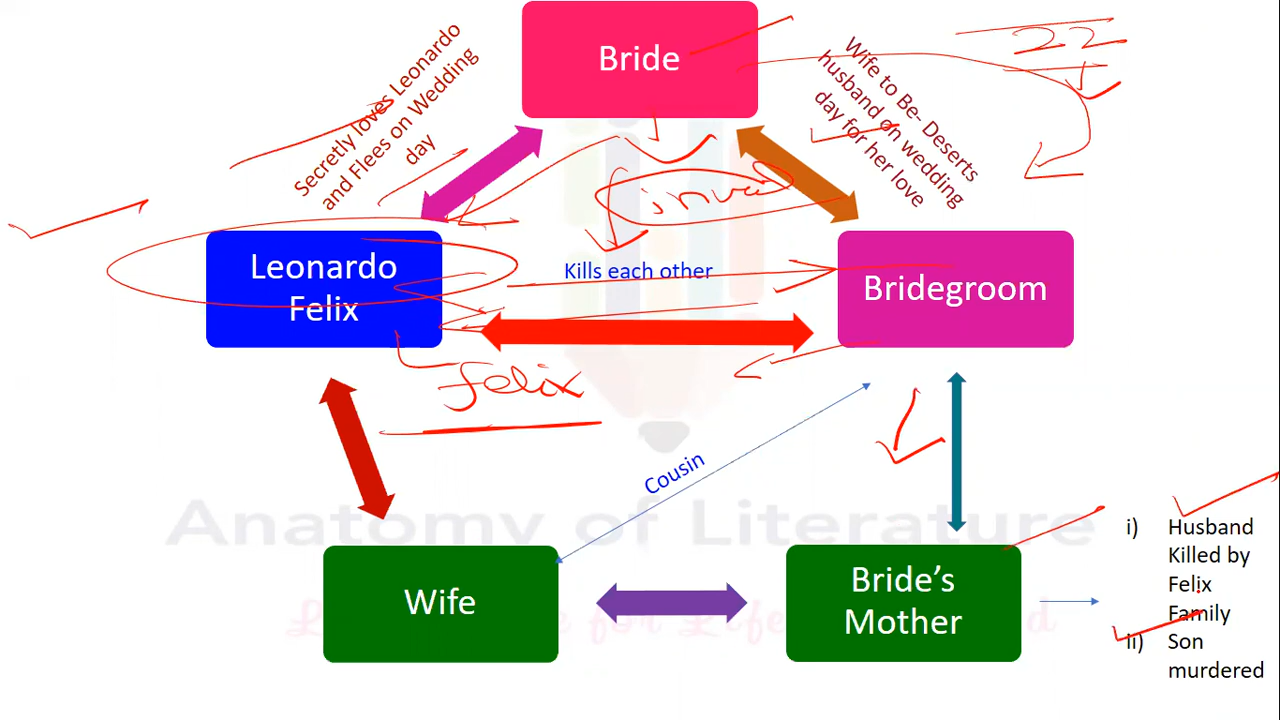 Bride
22
Secretly loves Leonardo
and Flees on Wedding
day
Wife to Be- Deserts
husband on wedding
day for her love
Leonardo
Felix
Kills each other
Bridegroom
felix
Cousin
Anatomy of Literature
Wife
Bride's
Mother
i) Husband
Killed by
Felix
Family
ii) Son
murdered